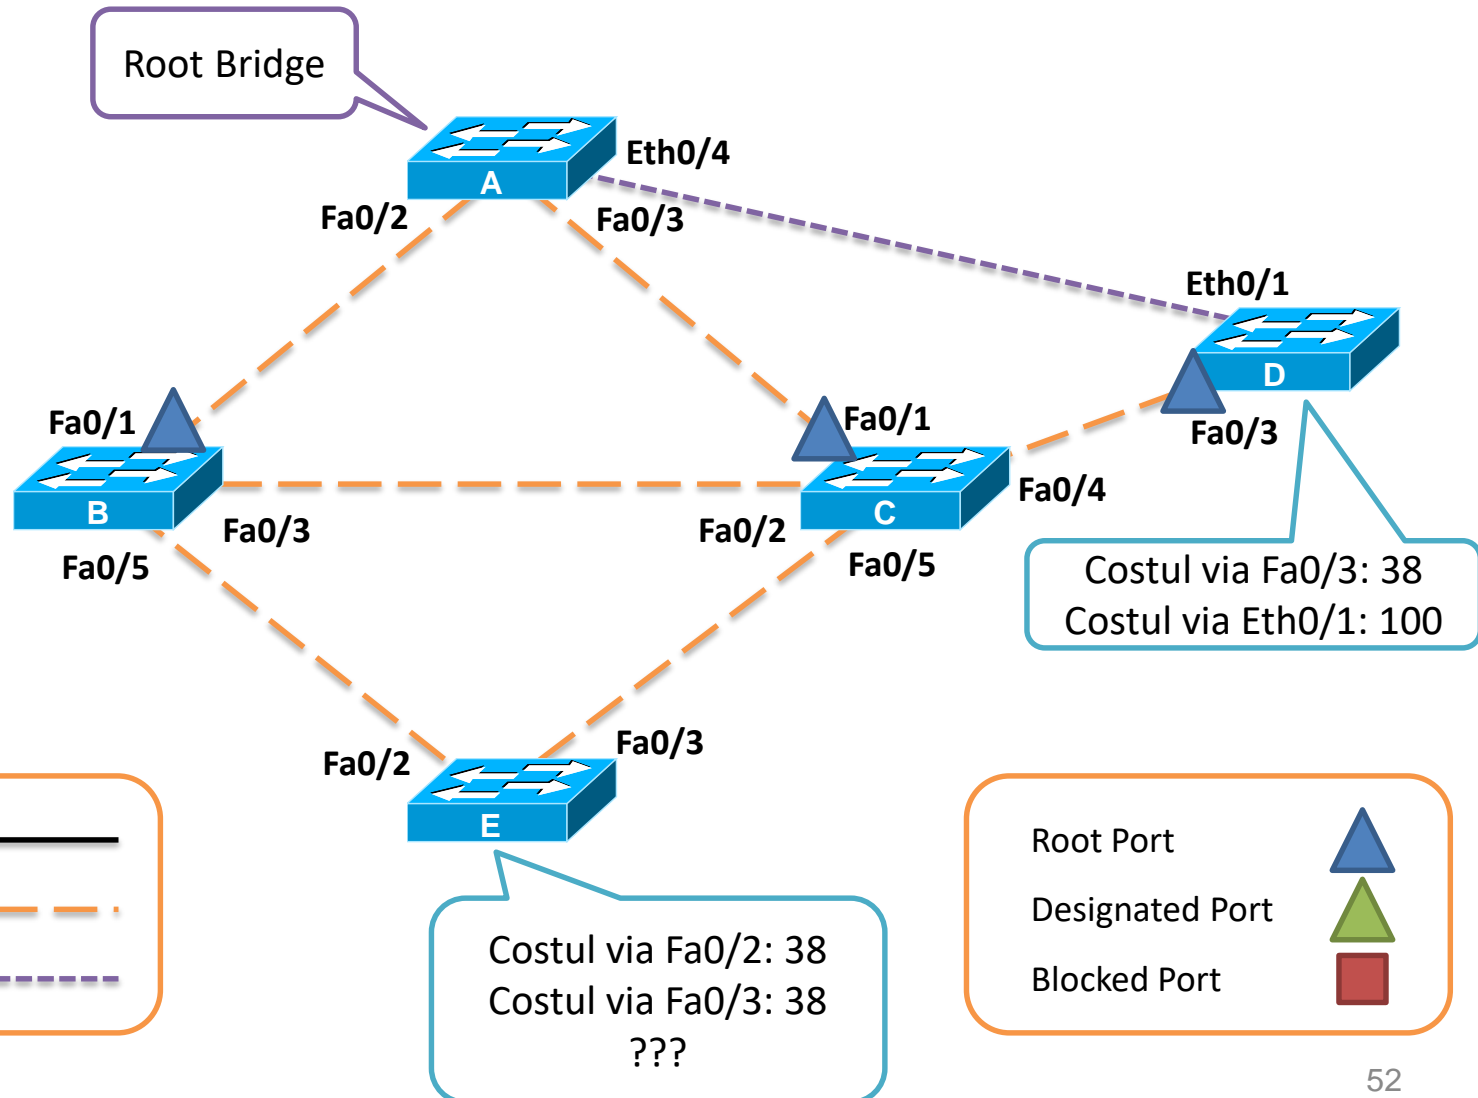 Root Bridge
A
Eth0/4
Fa0/2
Fa0/3
Eth0/1
D
Fa0/1
Fa0/1
Fa0/3
B
C
Fa0/4
Fa0/3
Fa0/2
Fa0/5
Fa0/5
Costul via Fa0/3: 38
Costul via Eth0/1: 100
Fa0/2
Fa0/3
E
Costul via Fa0/2: 38
Costul via Fa0/3: 38
???
Root Port
Designated Port
Blocked Port
52